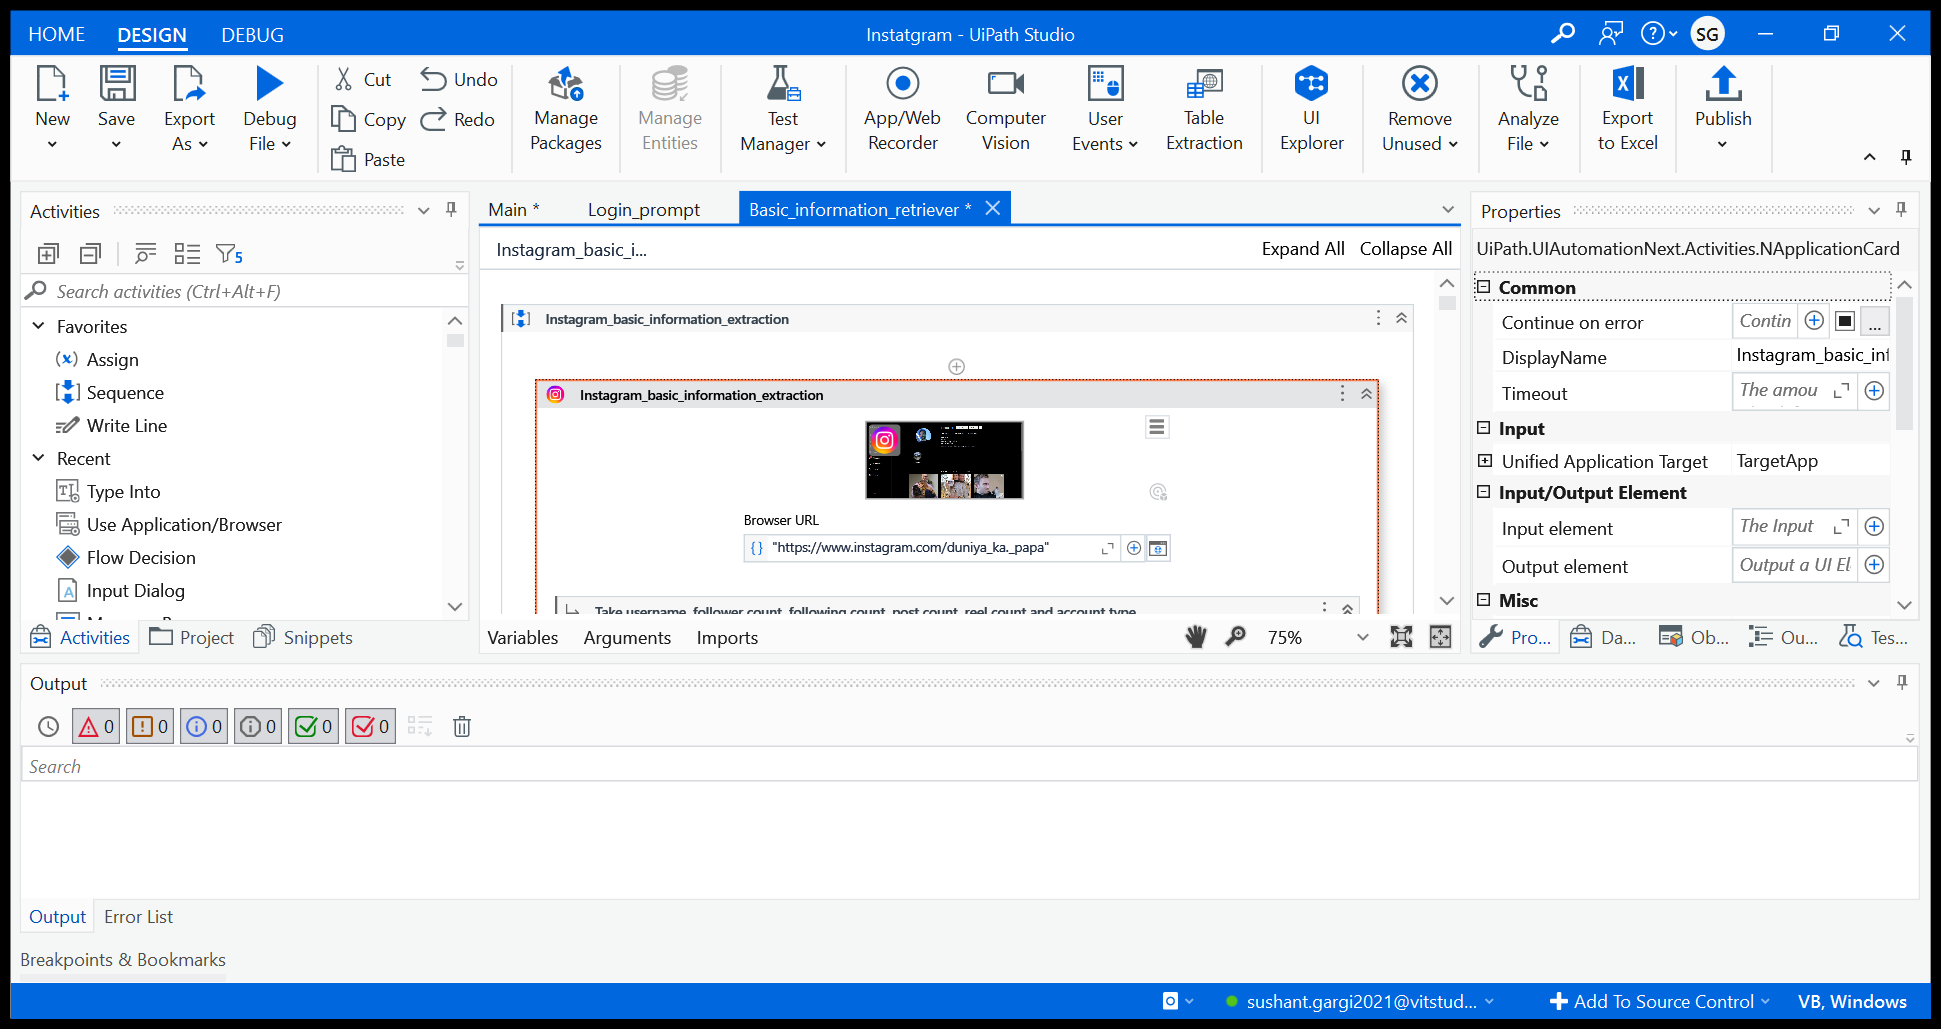 HOME DESIGN DEBUG Instatgram - UiPath Studio SG
New Save Export As Debug File
Cut Copy Paste Undo Redo
Manage Packages
Manage Entities
Test Manager
App/Web Recorder
Computer Vision
User Events
Table Extraction
UI Explorer
Remove Unused
Analyze File
Export to Excel
Publish
Activities
5
Search activities (Ctrl+Alt+F)
Favorites
Assign
Sequence
Write Line
Recent
Type Into
Use Application/Browser
Flow Decision
Input Dialog
Activities Project Snippets
Main * Login_prompt Basic_information_retriever *
Instagram_basic_i... Expand All Collapse All
Instagram_basic_information_extraction
Instagram_basic_information_extraction
Browser URL
"https://www.instagram.com/duniya_ka._papa"
Take username, follower count, following count, post count, reel count and account type
Variables Arguments Imports 75%
Properties
UiPath.UIAutomationNext.Activities.NApplicationCard
Common
Continue on error Contin ...
DisplayName Instagram_basic_inf
Timeout The amou
Input
Unified Application Target TargetApp
Input/Output Element
Input element The Input
Output element Output a UI El
Misc
Pro... Da... Ob... Ou... Tes...
Output
0 0 0 0 0 0
Search
Output Error List
Breakpoints & Bookmarks
sushant.gargi2021@vitstud... Add To Source Control VB, Windows